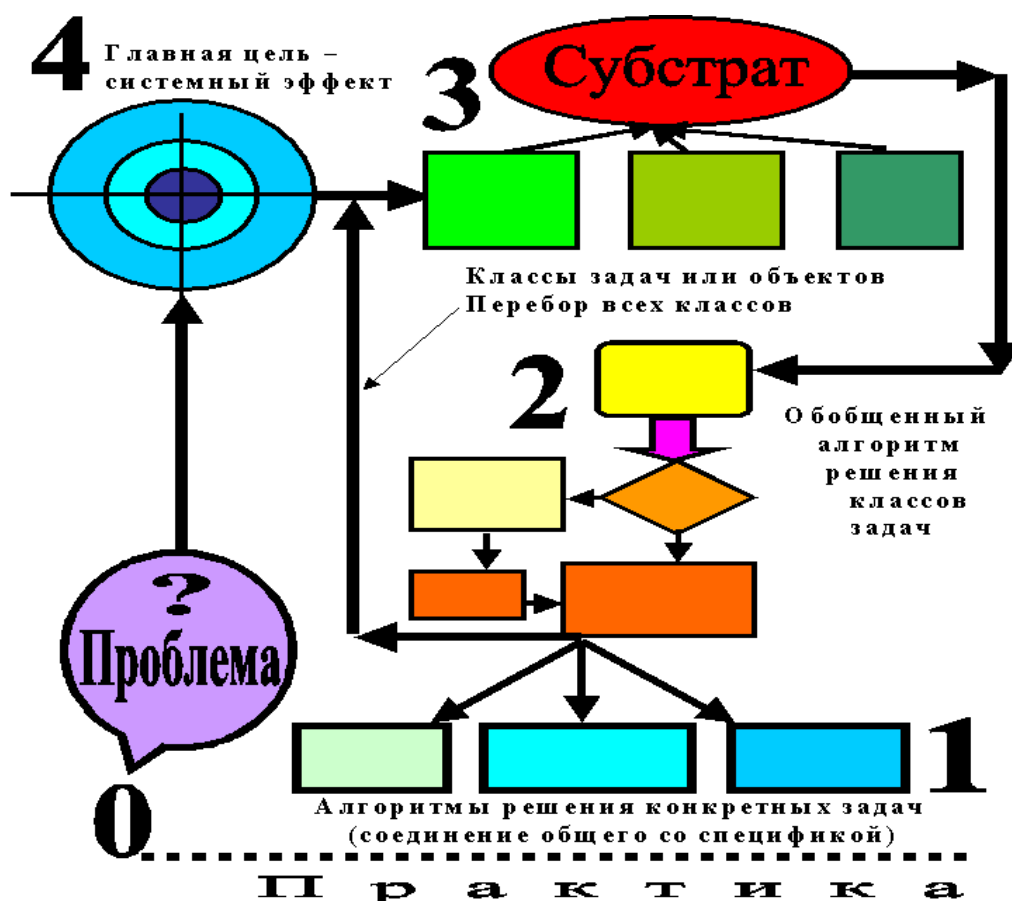 4
Главная цель –
системный эффект
3
Субстрат
Классы задач или объектов
Перебор всех классов
2
Обобщенный
алгоритм
решения
классов
задач
?
Проблема
1
Алгоритмы решения конкретных задач
(соединение общего со спецификой)
0
Практика